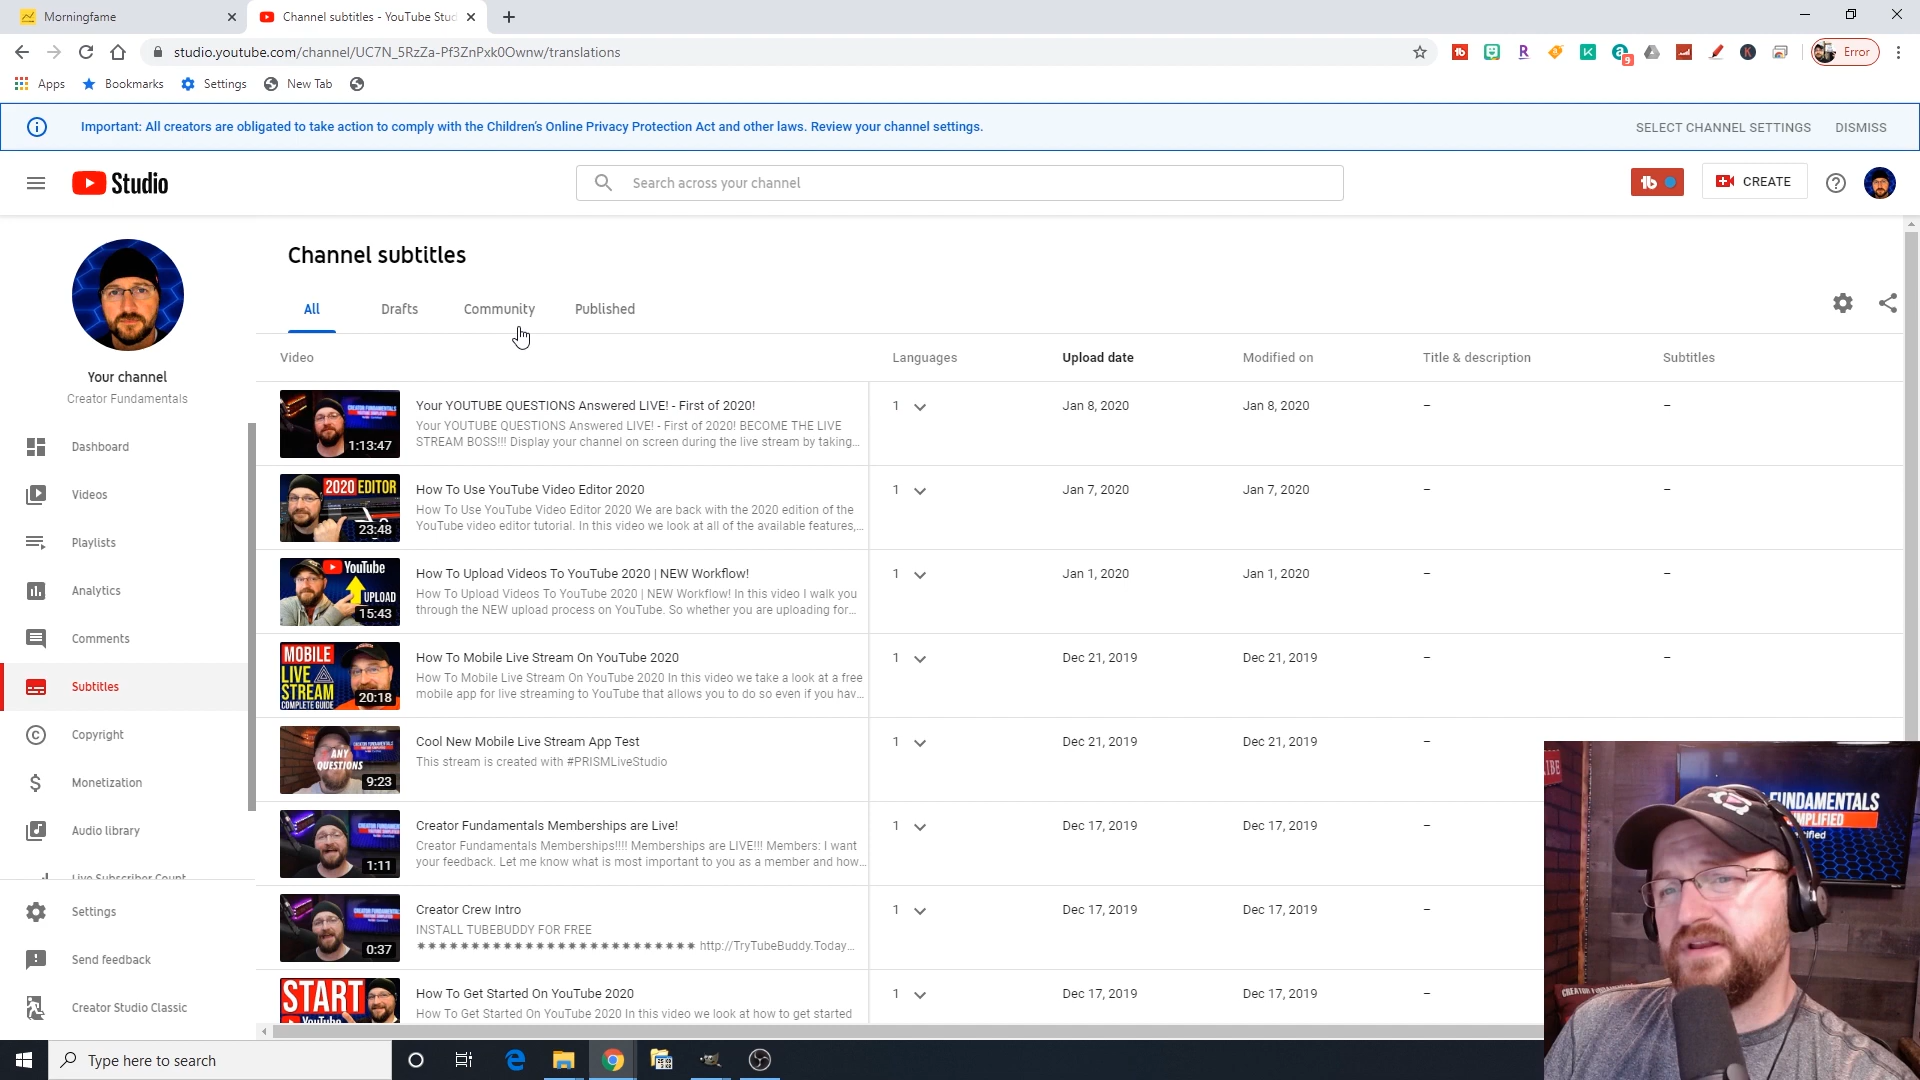 Morningfame
Channel subtitles - YouTube Stud
studio.youtube.com/channel/UC7N_5RzZa-Pf3ZnPxk0Ownw/translations
Error
9
Apps
Bookmarks
Settings
New Tab
Important: All creators are obligated to take action to comply with the Children's Online Privacy Protection Act and other laws. Review your channel settings.
SELECT CHANNEL SETTINGS
DISMISS
Studio
Search across your channel
CREATE
Channel subtitles
All
Drafts
Community
Published
Your channel
Creator Fundamentals
Dashboard
Videos
Playlists
Analytics
Comments
Subtitles
Copyright
Monetization
Audio library
Live Subscriber Count
Settings
Send feedback
Creator Studio Classic
Video
Languages
Upload date
Modified on
Title & description
Subtitles
1:13:47
Your YOUTUBE QUESTIONS Answered LIVE! - First of 2020!
Your YOUTUBE QUESTIONS Answered LIVE! - First of 2020! BECOME THE LIVE
STREAM BOSS!!! Display your channel on screen during the live stream by taking...
1
Jan 8, 2020
Jan 8, 2020
–
–
2020 EDITOR
23:48
How To Use YouTube Video Editor 2020
How To Use YouTube Video Editor 2020 We are back with the 2020 edition of the
YouTube video editor tutorial. In this video we look at all of the available features,...
1
Jan 7, 2020
Jan 7, 2020
–
–
YouTube
UPLOAD
15:43
How To Upload Videos To YouTube 2020 | NEW Workflow!
How To Upload Videos To YouTube 2020 | NEW Workflow! In this video I walk you
through the NEW upload process on YouTube. So whether you are uploading for...
1
Jan 1, 2020
Jan 1, 2020
–
–
MOBILE
LIVE
STREAM
COMPLETE GUIDE
20:18
How To Mobile Live Stream On YouTube 2020
How To Mobile Live Stream On YouTube 2020 In this video we take a look at a free
mobile app for live streaming to YouTube that allows you to do so even if you hav...
1
Dec 21, 2019
Dec 21, 2019
–
–
ANY
QUESTIONS
9:23
Cool New Mobile Live Stream App Test
This stream is created with #PRISMLiveStudio
1
Dec 21, 2019
Dec 21, 2019
–
1:11
Creator Fundamentals Memberships are Live!
Creator Fundamentals Memberships!!!! Memberships are LIVE!!! Members: I want
your feedback. Let me know what is most important to you as a member and how...
1
Dec 17, 2019
Dec 17, 2019
–
0:37
Creator Crew Intro
INSTALL TUBEBUDDY FOR FREE
✷✷✷✷✷✷✷✷✷✷✷✷✷✷✷✷✷✷✷✷✷✷✷✷✷✷ http://TryTubeBuddy.Today...
1
Dec 17, 2019
Dec 17, 2019
–
START
YouTube
How To Get Started On YouTube 2020
How To Get Started On YouTube 2020 In this video we look at how to get started
1
Dec 17, 2019
Dec 17, 2019
–
FUNDAMENTALS
Type here to search